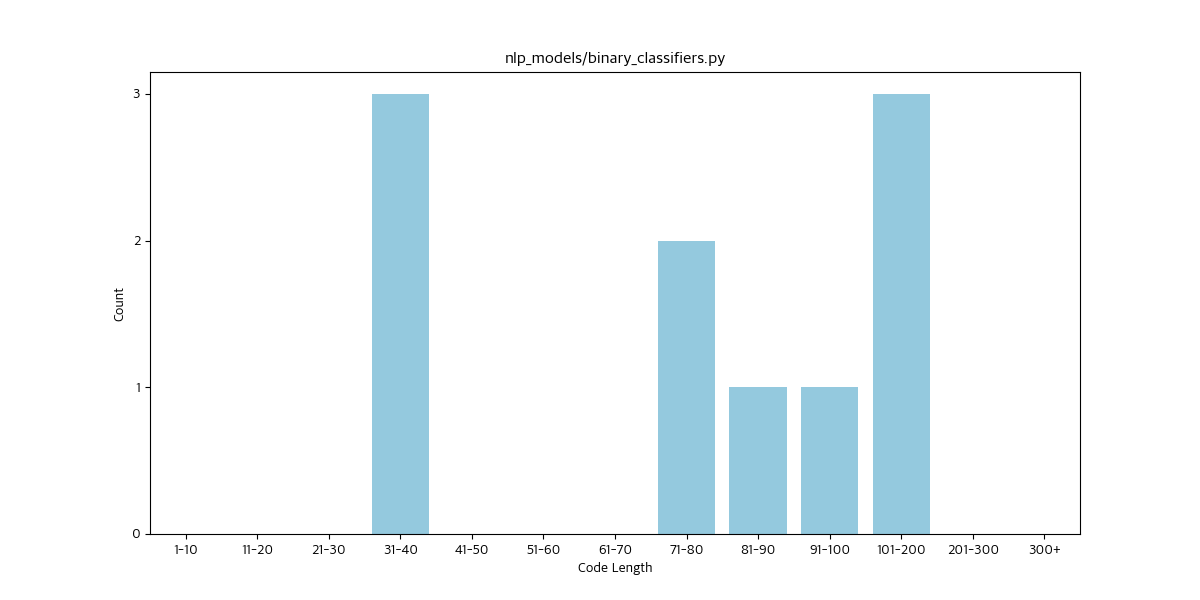 nlp_models/binary_classifiers.py
3
2
1
0
Count
1-10 11-20 21-30 31-40 41-50 51-60 61-70 71-80 81-90 91-100 101-200 201-300 300+
Code Length